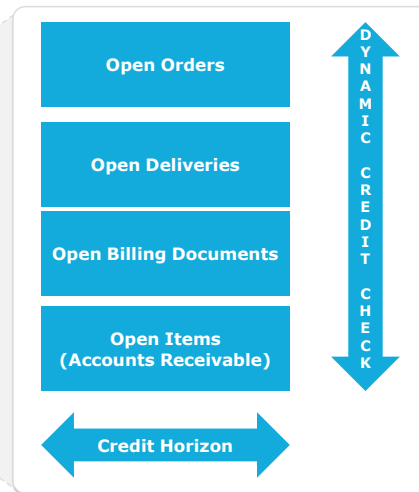 Open Orders
Open Deliveries
Open Billing Documents
Open Items
(Accounts Receivable)
Credit Horizon
DYNAMIC CREDIT CHECK